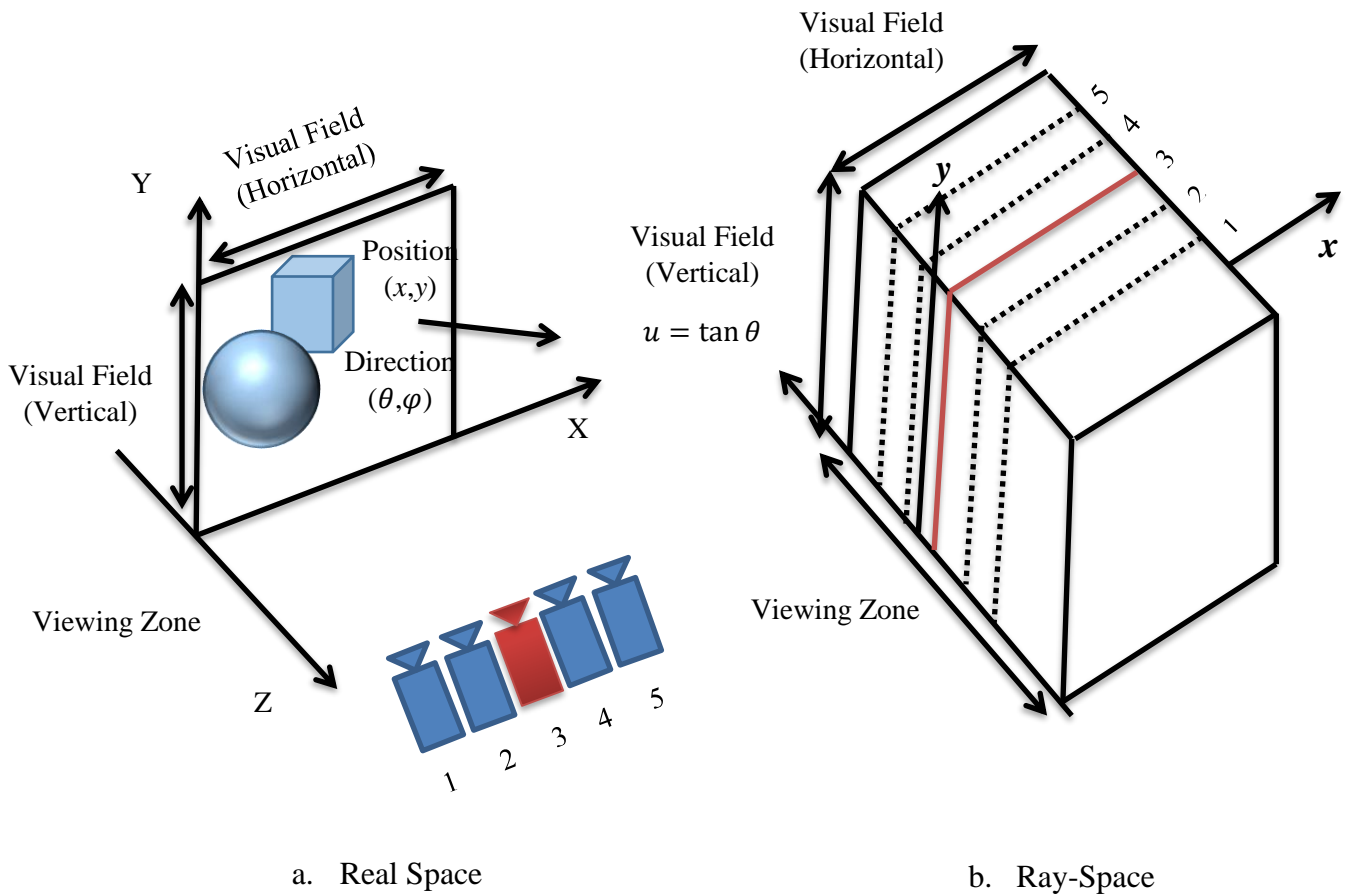 Y
Visual Field
(Horizontal)
Position
(x,y)
Direction
(θ,φ)
Visual Field
(Vertical)
X
Viewing Zone
Z
1
2
3
4
5
a. Real Space
Visual Field
(Horizontal)
5
4
3
2
1
y
x
Visual Field
(Vertical)
u = tan θ
Viewing Zone
b. Ray-Space